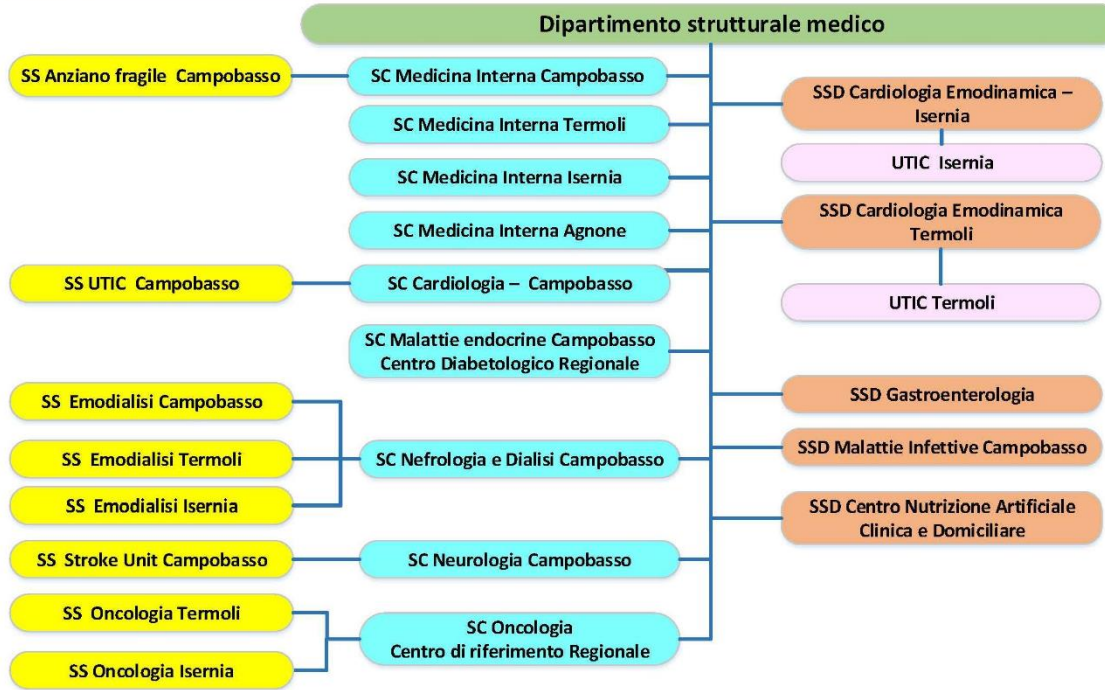 Dipartimento strutturale medico
SS Anziano fragile Campobasso
SC Medicina Interna Campobasso
SC Medicina Interna Termoli
SC Medicina Interna Isernia
SC Medicina Interna Agnone
SS UTIC Campobasso
SC Cardiologia – Campobasso
SC Malattie endocrine Campobasso
Centro Diabetologico Regionale
SS Emodialisi Campobasso
SS Emodialisi Termoli
SS Emodialisi Isernia
SC Nefrologia e Dialisi Campobasso
SS Stroke Unit Campobasso
SC Neurologia Campobasso
SS Oncologia Termoli
SS Oncologia Isernia
SC Oncologia
Centro di riferimento Regionale
SSD Cardiologia Emodinamica –
Isernia
UTIC Isernia
SSD Cardiologia Emodinamica
Termoli
UTIC Termoli
SSD Gastroenterologia
SSD Malattie Infettive Campobasso
SSD Centro Nutrizione Artificiale
Clinica e Domiciliare